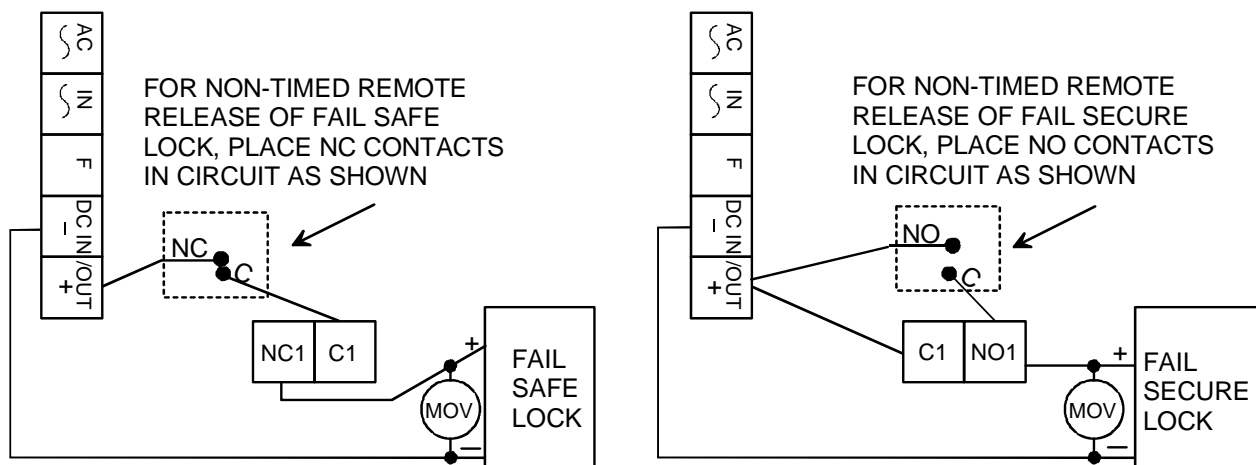 AC
IN
F
DC IN /OUT
−
+
FOR NON-TIMED REMOTE
RELEASE OF FAIL SAFE
LOCK, PLACE NC CONTACTS
IN CIRCUIT AS SHOWN
NC
C
NC1
C1
+
MOV
−
FAIL
SAFE
LOCK
AC
IN
F
DC IN /OUT
−
+
FOR NON-TIMED REMOTE
RELEASE OF FAIL SECURE
LOCK, PLACE NO CONTACTS
IN CIRCUIT AS SHOWN
NO
C
C1
NO1
+
MOV
−
FAIL
SECURE
LOCK